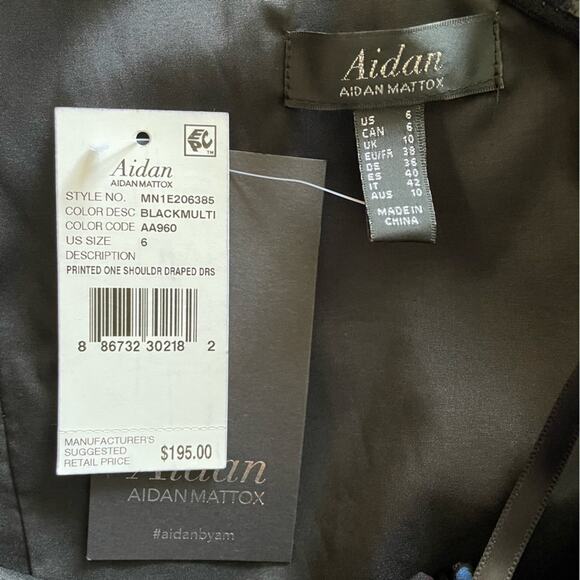 Aidan
AIDAN MATTOX
US 6
CAN 6
UK 10
EU/FR 38
DE 36
ES 40
IT 42
AUS 10
MADE IN
CHINA
EPC™
Aidan
AIDAN MATTOX
STYLE NO. MN1E206385
COLOR DESC BLACKMULTI
COLOR CODE AA960
US SIZE 6
DESCRIPTION
PRINTED ONE SHOULDR DRAPED DRS
8 86732 30218 2
MANUFACTURER'S
SUGGESTED
RETAIL PRICE $195.00
Aidan
AIDAN MATTOX
#aidanbyam